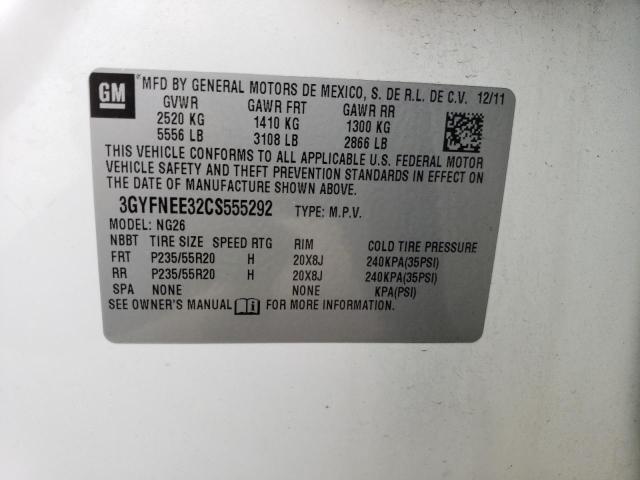 GM
MFD BY GENERAL MOTORS DE MEXICO, S. DE R.L. DE C.V. 12/11
GVWR GAWR FRT GAWR RR
2520 KG 1410 KG 1300 KG
5556 LB 3108 LB 2866 LB
THIS VEHICLE CONFORMS TO ALL APPLICABLE U.S. FEDERAL MOTOR
VEHICLE SAFETY AND THEFT PREVENTION STANDARDS IN EFFECT ON
THE DATE OF MANUFACTURE SHOWN ABOVE.
3GYFNEE32CS555292 TYPE: M.P.V.
MODEL: NG26
NBBT TIRE SIZE SPEED RTG RIM COLD TIRE PRESSURE
FRT P235/55R20 H 20X8J 240KPA(35PSI)
RR P235/55R20 H 20X8J 240KPA(35PSI)
SPA NONE NONE KPA(PSI)
SEE OWNER'S MANUAL FOR MORE INFORMATION.